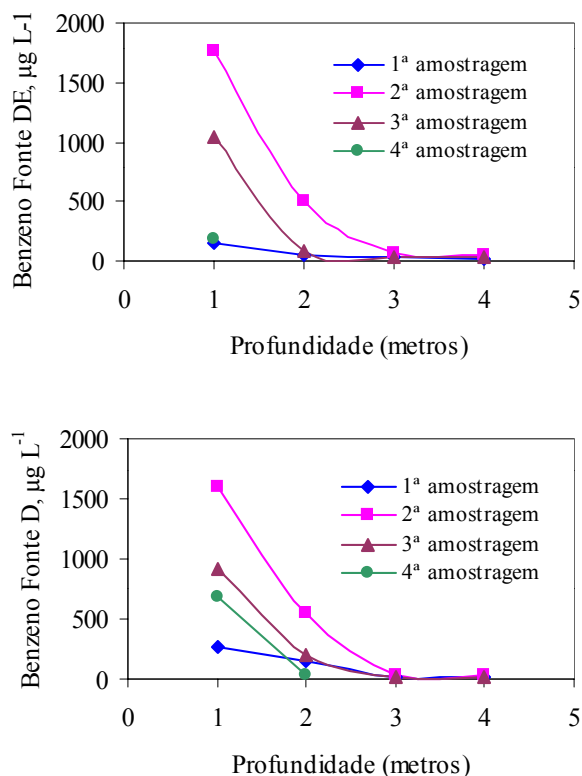 2000
1500
1000
500
0
Benzeno Fonte DE, µg L-1
1ª amostragem
2ª amostragem
3ª amostragem
4ª amostragem
0 1 2 3 4 5
Profundidade (metros)
2000
1500
1000
500
0
Benzeno Fonte D, µg L⁻¹
1ª amostragem
2ª amostragem
3ª amostragem
4ª amostragem
0 1 2 3 4 5
Profundidade (metros)